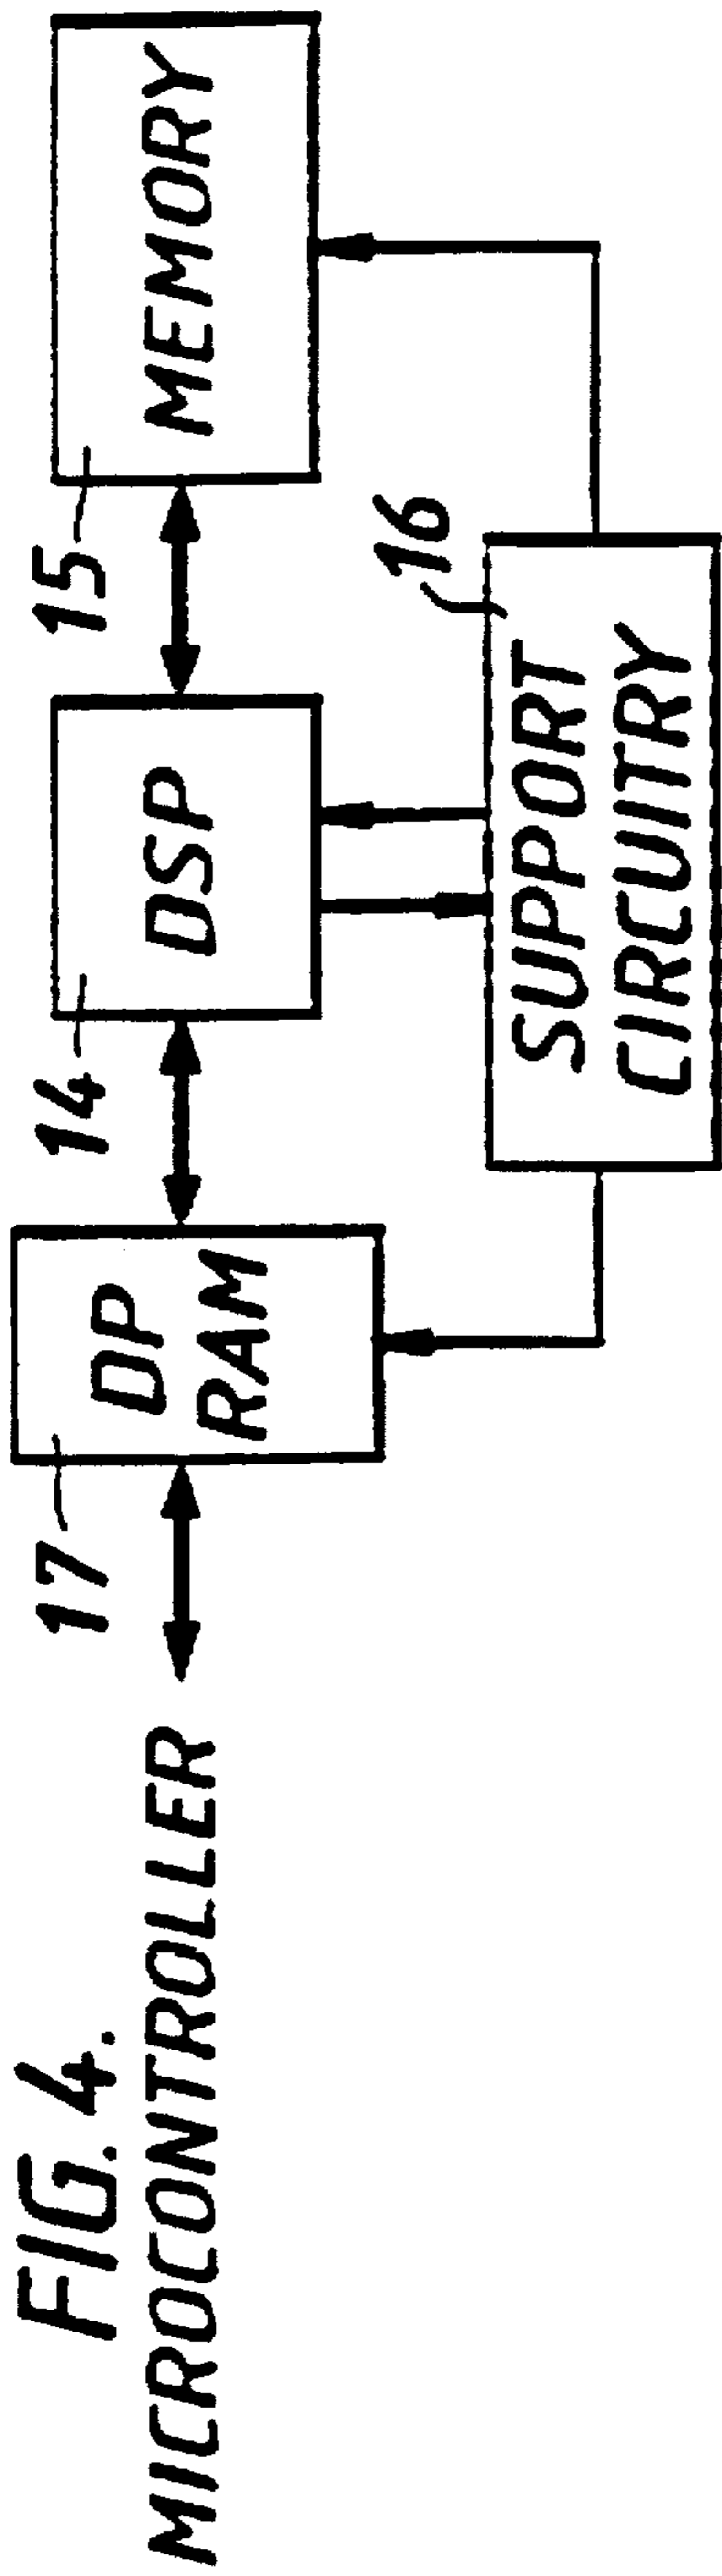 FIG. 4.
MICROCONTROLLER
17
DP
RAM
14
DSP
15
MEMORY
16
SUPPORT
CIRCUITRY